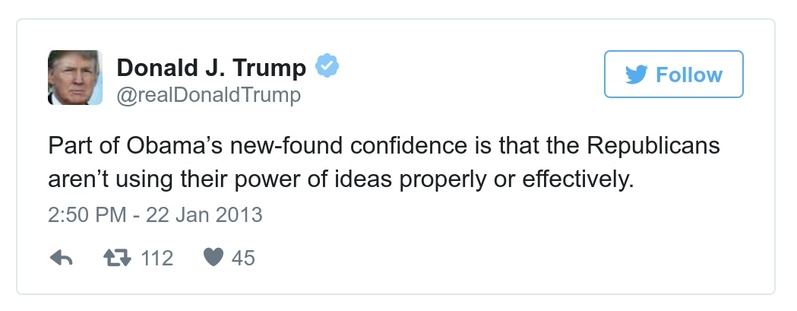 Donald J. Trump
@realDonaldTrump
Follow
Part of Obama’s new-found confidence is that the Republicans
aren’t using their power of ideas properly or effectively.
2:50 PM - 22 Jan 2013
112 45